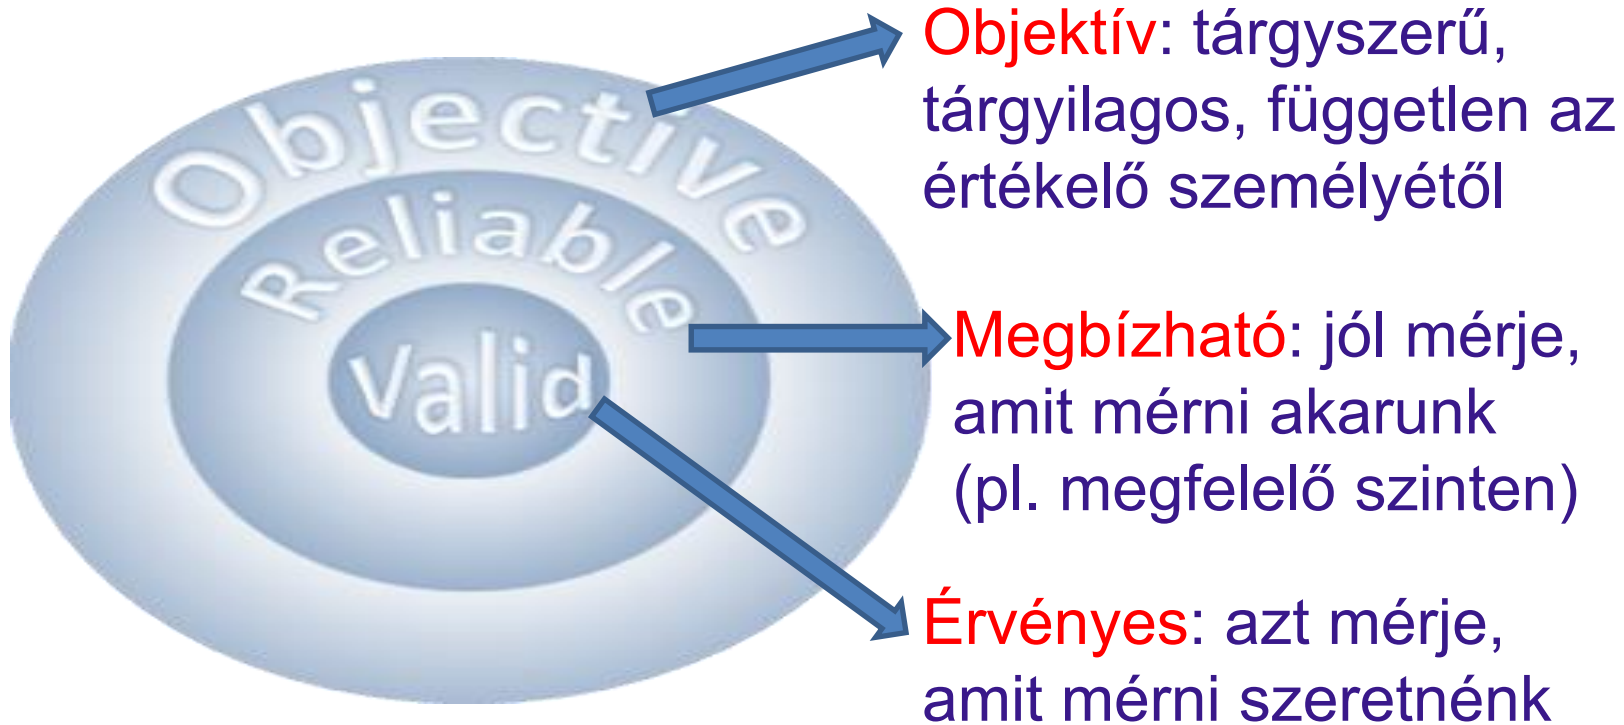 Objective
Reliable
Valid
Objektív: tárgyszerű,
tárgyilagos, független az
értékelő személyétől
Megbízható: jól mérje,
amit mérni akarunk
(pl. megfelelő szinten)
Érvényes: azt mérje,
amit mérni szeretnénk